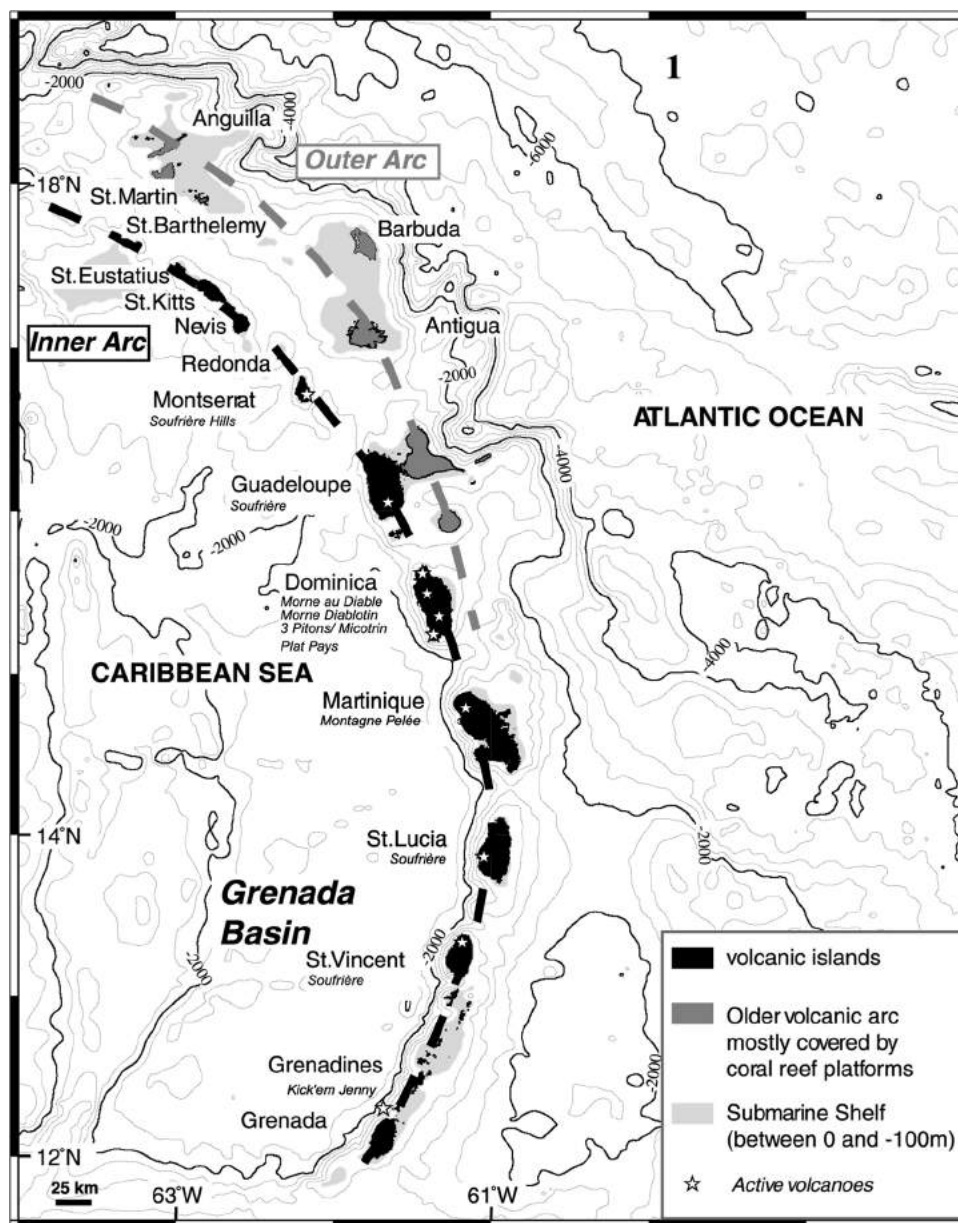 1
-2000
-4000
-6000
Anguilla
Outer Arc
18°N
St.Martin
St.Barthelemy
Barbuda
St.Eustatius
St.Kitts
Nevis
Antigua
Inner Arc
Redonda
-2000
Montserrat
Soufrière Hills
ATLANTIC OCEAN
-4000
Guadeloupe
Soufrière
-2000
-2000
Dominica
Morne au Diable
Morne Diablotin
3 Pitons/ Micotrin
Plat Pays
-4000
CARIBBEAN SEA
Martinique
Montagne Pelée
14°N
St.Lucia
Soufrière
-2000
Grenada
Basin
-2000
-2000
St.Vincent
Soufrière
Grenadines
Kick'em Jenny
Grenada
-2000
12°N
25 km
63°W
61°W
volcanic islands
Older volcanic arc
mostly covered by
coral reef platforms
Submarine Shelf
(between 0 and -100m)
Active volcanoes